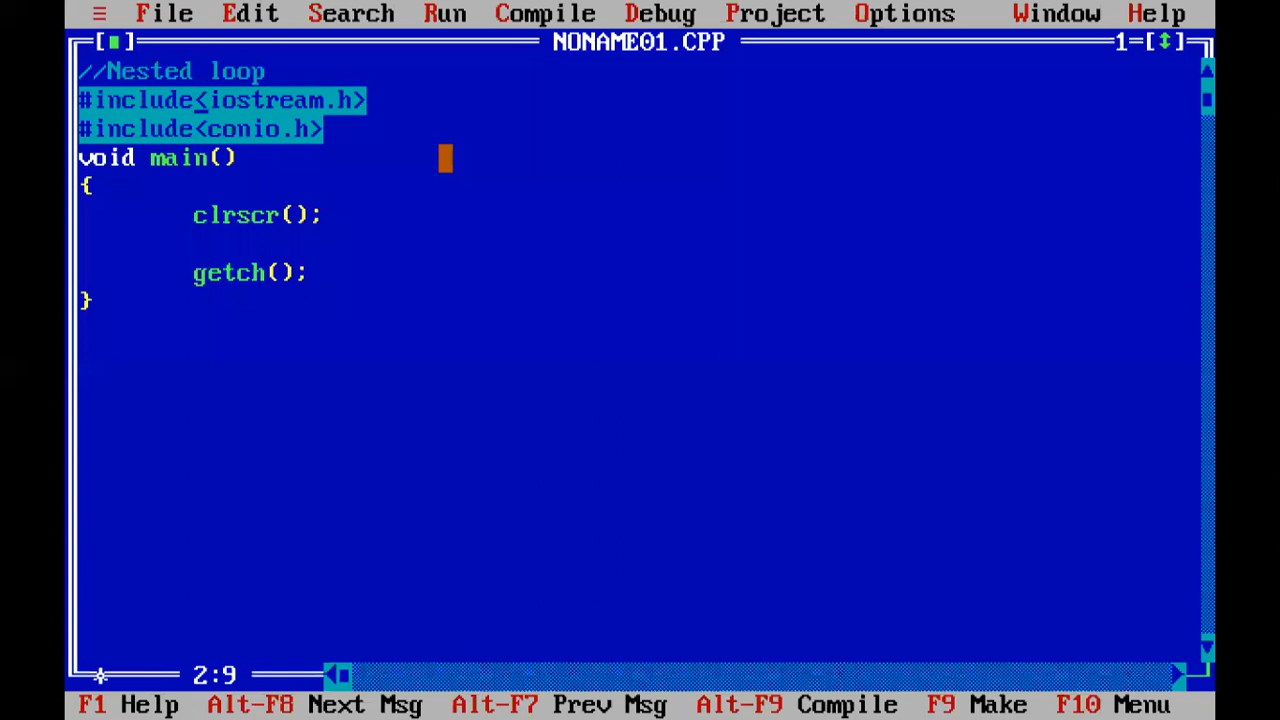 ≡ File Edit Search Run Compile Debug Project Options Window Help
[■] NONAME01.CPP 1=[↕]
//Nested loop
#include<iostream.h>
#include<conio.h>
void main()
{
clrscr();
getch();
}
2:9
F1 Help Alt-F8 Next Msg Alt-F7 Prev Msg Alt-F9 Compile F9 Make F10 Menu